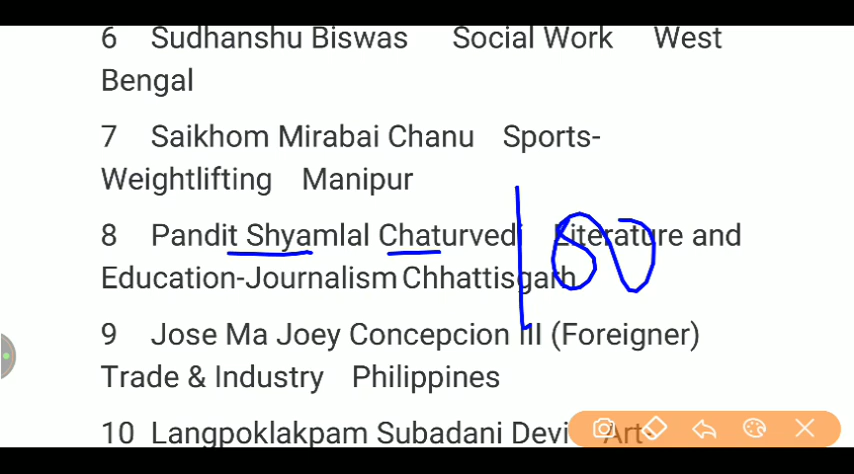 6 Sudhanshu Biswas Social Work West
Bengal
7 Saikhom Mirabai Chanu Sports-
Weightlifting Manipur
8 Pandit Shyamlal Chaturvedi Literature and
Education-Journalism Chhattisgarh
9 Jose Ma Joey Concepcion III (Foreigner)
Trade & Industry Philippines
10 Langpoklakpam Subadani Devi Art-